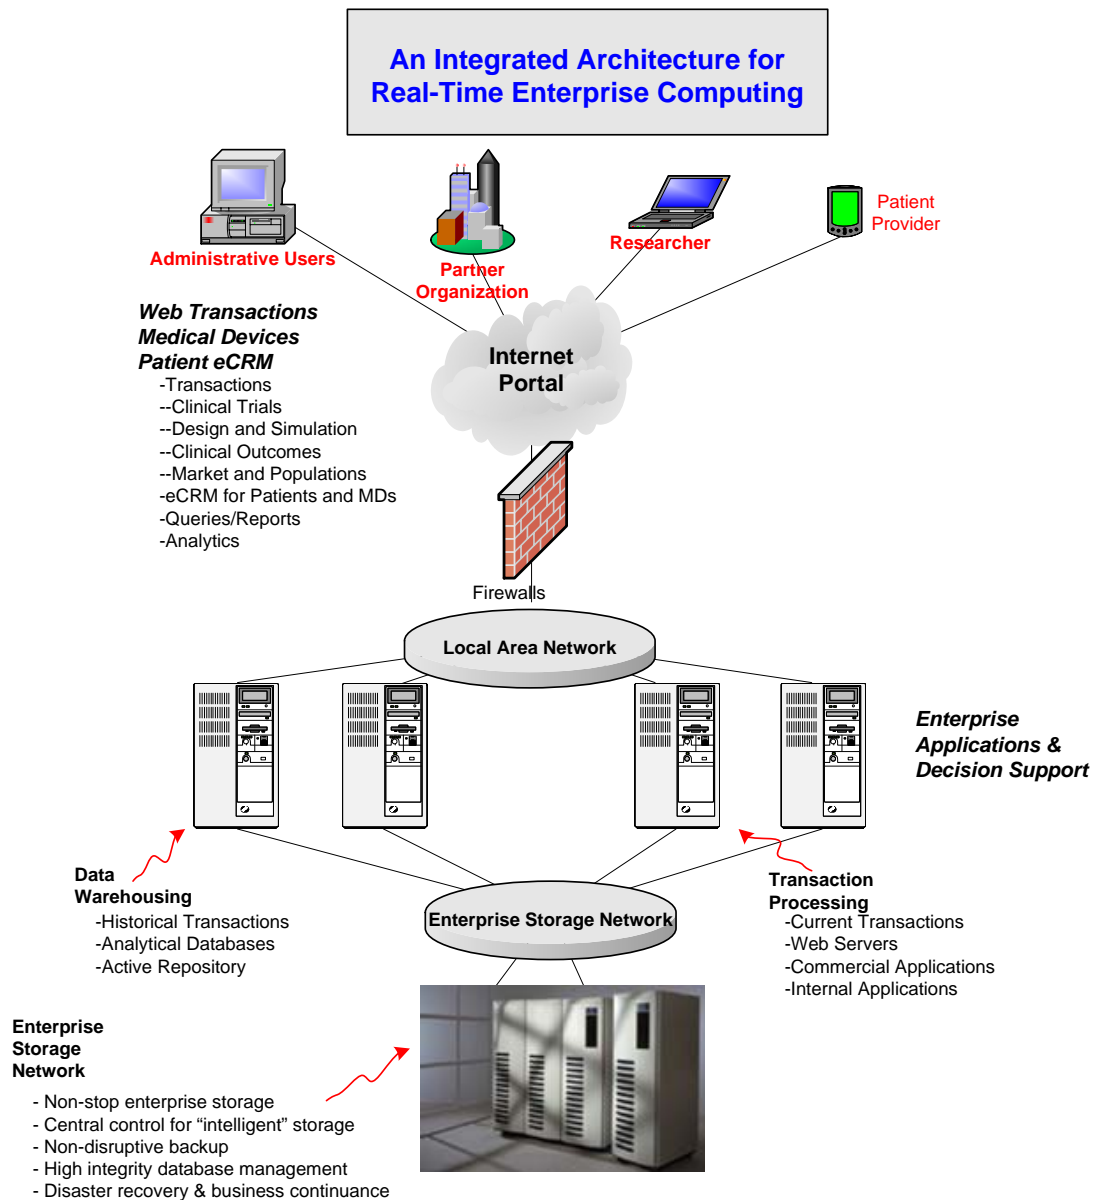 An Integrated Architecture for
Real-Time Enterprise Computing
Administrative Users
Partner
Organization
Researcher
Patient
Provider
Web Transactions
Medical Devices
Patient eCRM
-Transactions
--Clinical Trials
--Design and Simulation
--Clinical Outcomes
--Market and Populations
-eCRM for Patients and MDs
-Queries/Reports
-Analytics
Internet
Portal
Firewalls
Local Area Network
Enterprise
Applications &
Decision Support
Data
Warehousing
-Historical Transactions
-Analytical Databases
-Active Repository
Enterprise Storage Network
Transaction
Processing
-Current Transactions
-Web Servers
-Commercial Applications
-Internal Applications
Enterprise
Storage
Network
- Non-stop enterprise storage
- Central control for “intelligent” storage
- Non-disruptive backup
- High integrity database management
- Disaster recovery & business continuance